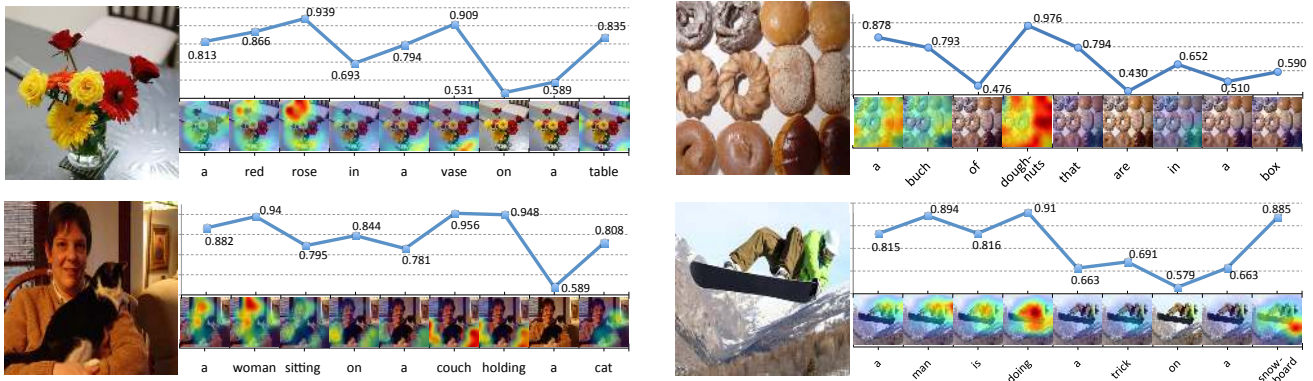 0.813 0.866 0.939 0.693 0.794 0.909 0.531 0.589 0.835
a red rose in a vase on a table
0.878 0.793 0.476 0.976 0.794 0.430 0.652 0.510 0.590
a buch of dough-nuts that are in a box
0.882 0.94 0.795 0.844 0.781 0.956 0.948 0.589 0.808
a woman sitting on a couch holding a cat
0.815 0.894 0.816 0.91 0.663 0.691 0.579 0.663 0.885
a man is doing a trick on a snow-board